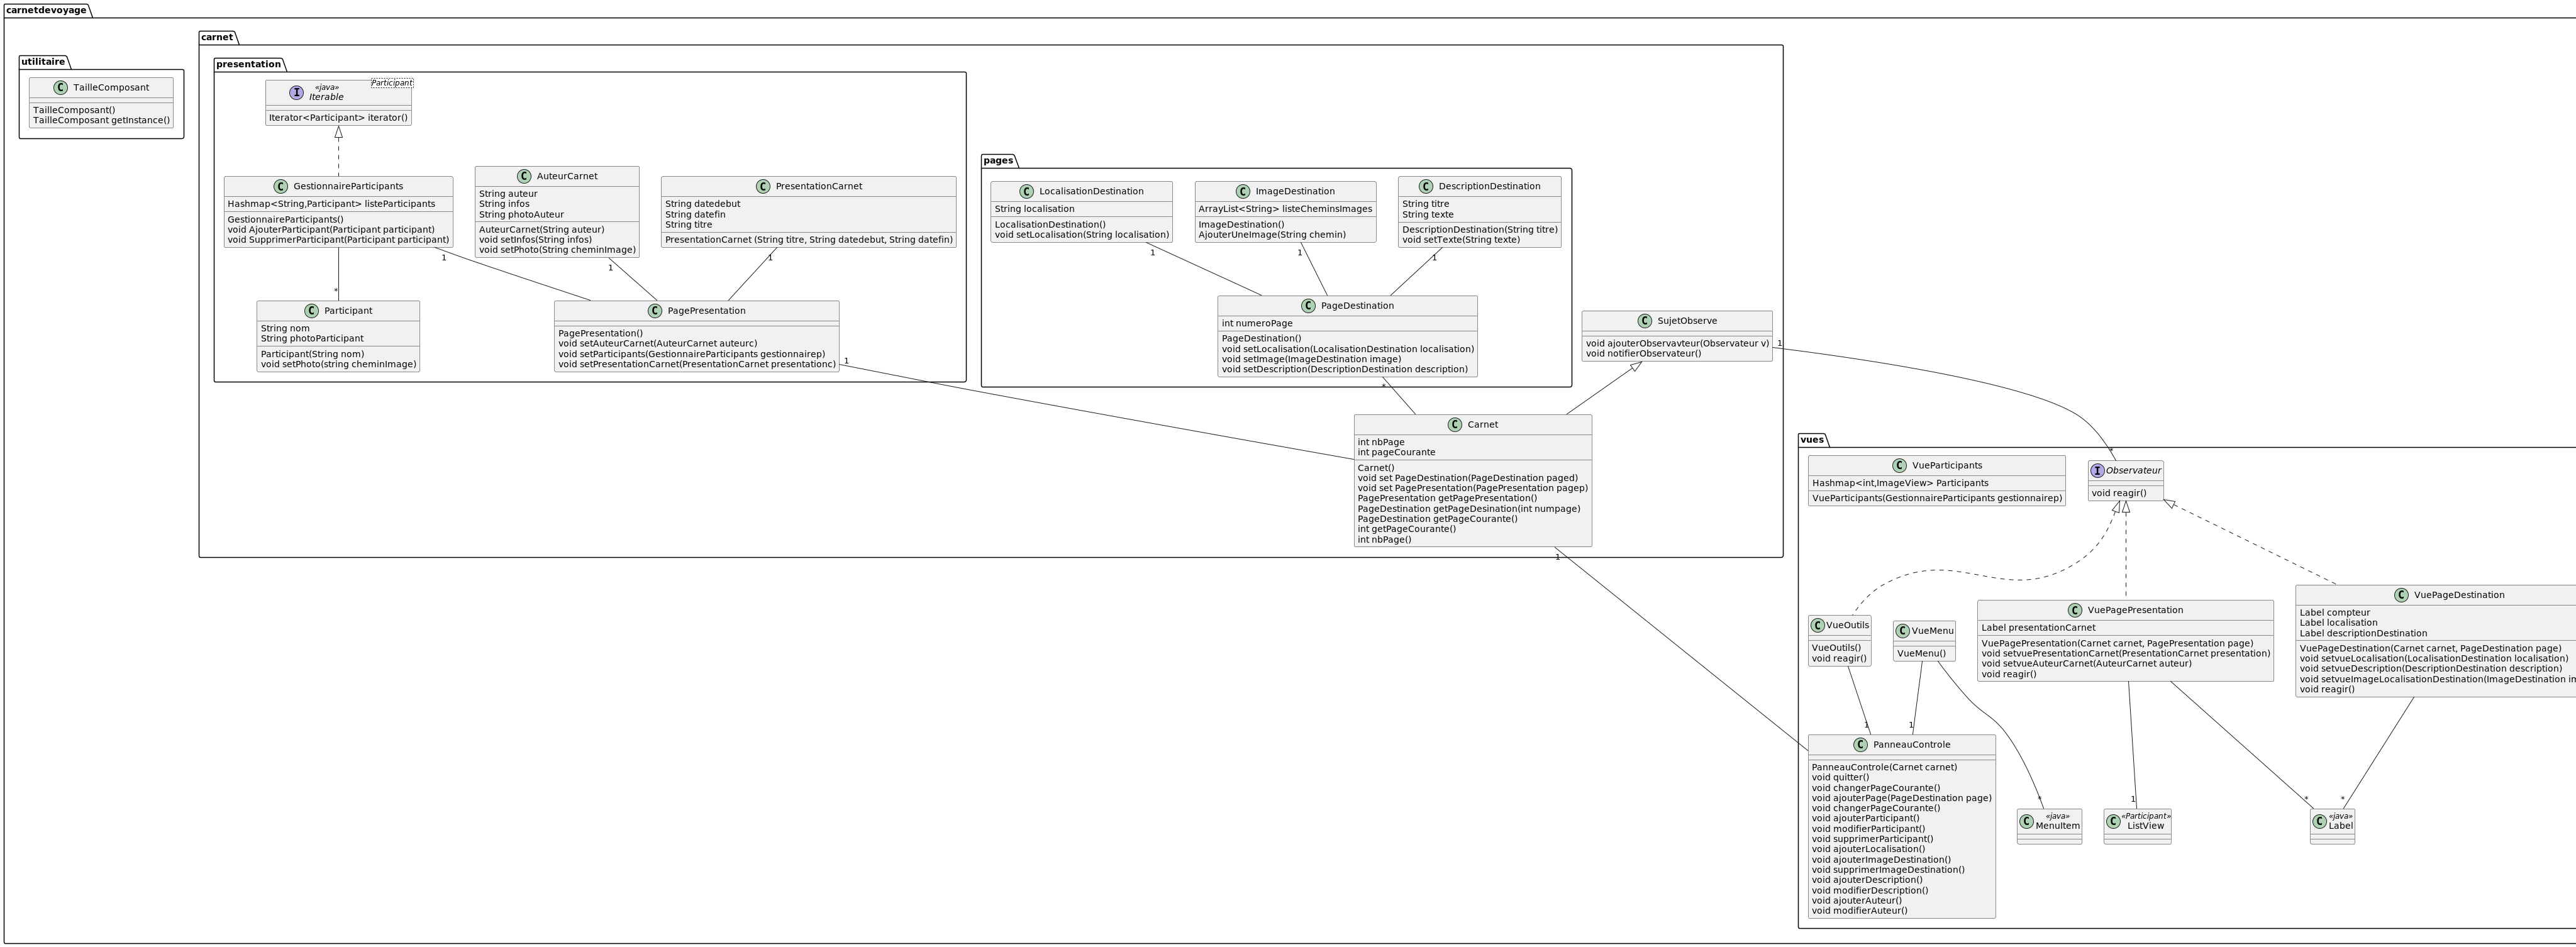 carnetdevoyage
utilitaire
TailleComposant
TailleComposant()
TailleComposant getInstance()
carnet
presentation
Participant
«java»
Iterable
Iterator<Participant> iterator()
GestionnaireParticipants
Hashmap<String,Participant> listeParticipants
GestionnaireParticipants()
void AjouterParticipant(Participant participant)
void SupprimerParticipant(Participant participant)
1
*
AuteurCarnet
String auteur
String infos
String photoAuteur
AuteurCarnet(String auteur)
void setInfos(String infos)
void setPhoto(String cheminImage)
1
PresentationCarnet
String datedebut
String datefin
String titre
PresentationCarnet (String titre, String datedebut, String datefin)
1
Participant
String nom
String photoParticipant
Participant(String nom)
void setPhoto(string cheminImage)
PagePresentation
PagePresentation()
void setAuteurCarnet(AuteurCarnet auteurc)
void setParticipants(GestionnaireParticipants gestionnairep)
void setPresentationCarnet(PresentationCarnet presentationc)
1
pages
LocalisationDestination
String localisation
LocalisationDestination()
void setLocalisation(String localisation)
1
ImageDestination
ArrayList<String> listeCheminsImages
ImageDestination()
AjouterUneImage(String chemin)
1
DescriptionDestination
String titre
String texte
DescriptionDestination(String titre)
void setTexte(String texte)
1
PageDestination
int numeroPage
PageDestination()
void setLocalisation(LocalisationDestination localisation)
void setImage(ImageDestination image)
void setDescription(DescriptionDestination description)
*
SujetObserve
void ajouterObservavteur(Observateur v)
void notifierObservateur()
1
Carnet
int nbPage
int pageCourante
Carnet()
void set PageDestination(PageDestination paged)
void set PagePresentation(PagePresentation pagep)
PagePresentation getPagePresentation()
PageDestination getPageDesination(int numpage)
PageDestination getPageCourante()
int getPageCourante()
int nbPage()
1
vues
VueParticipants
Hashmap<int,ImageView> Participants
VueParticipants(GestionnaireParticipants gestionnairep)
*
Observateur
void reagir()
VueOutils
VueOutils()
void reagir()
1
VueMenu
VueMenu()
1
VuePagePresentation
Label presentationCarnet
VuePagePresentation(Carnet carnet, PagePresentation page)
void setvuePresentationCarnet(PresentationCarnet presentation)
void setvueAuteurCarnet(AuteurCarnet auteur)
void reagir()
VuePageDestination
Label compteur
Label localisation
Label descriptionDestination
VuePageDestination(Carnet carnet, PageDestination page)
void setvueLocalisation(LocalisationDestination localisation)
void setvueDescription(DescriptionDestination description)
void setvueImageLocalisationDestination(ImageDestination im
void reagir()
PanneauControle
PanneauControle(Carnet carnet)
void quitter()
void changerPageCourante()
void ajouterPage(PageDestination page)
void changerPageCourante()
void ajouterParticipant()
void modifierParticipant()
void supprimerParticipant()
void ajouterLocalisation()
void ajouterImageDestination()
void supprimerImageDestination()
void ajouterDescription()
void modifierDescription()
void ajouterAuteur()
void modifierAuteur()
*
«java»
MenuItem
1
«Participant»
ListView
*
*
«java»
Label